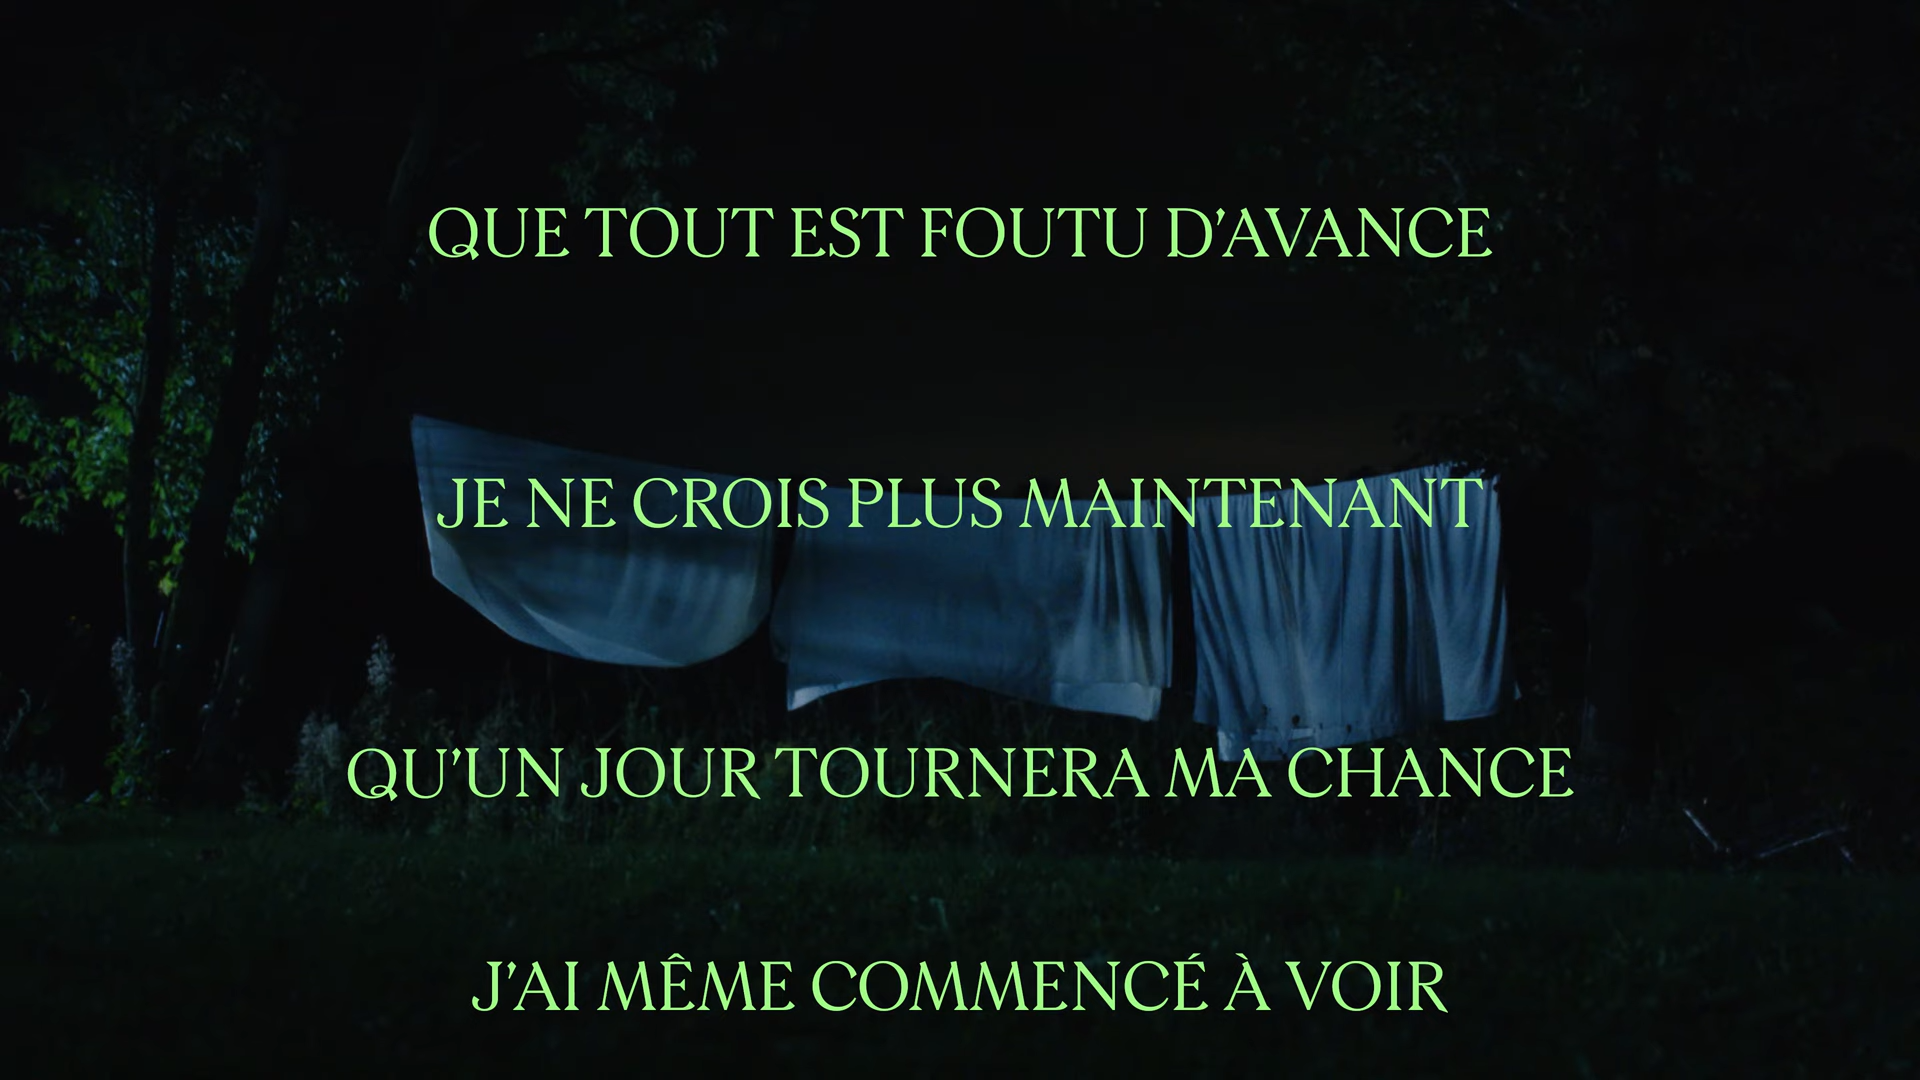 QUE TOUT EST FOUTU D'AVANCE
JE NE CROIS PLUS MAINTENANT
QU'UN JOUR TOURNERA MA CHANCE
J'AI MÊME COMMENCÉ À VOIR